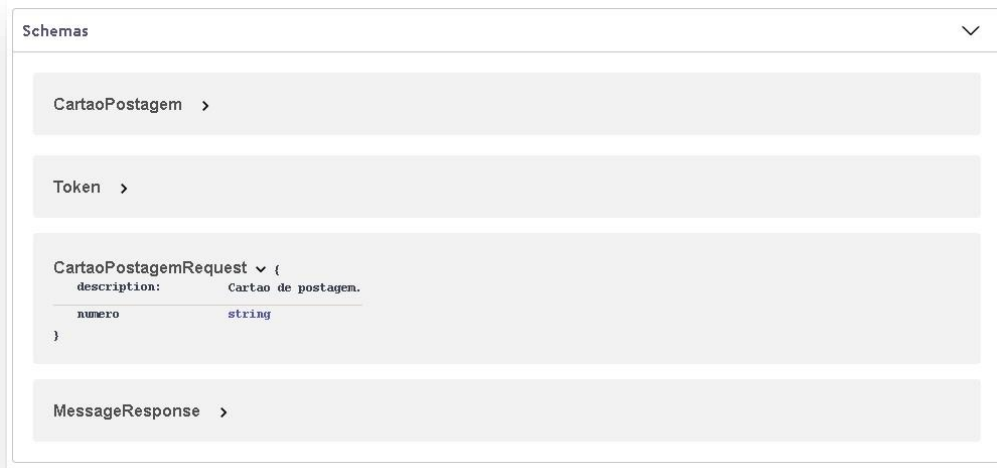 Schemas
CartaoPostagem
Token
CartaoPostagemRequest {
description: Cartao de postagem.
numero string
}
MessageResponse